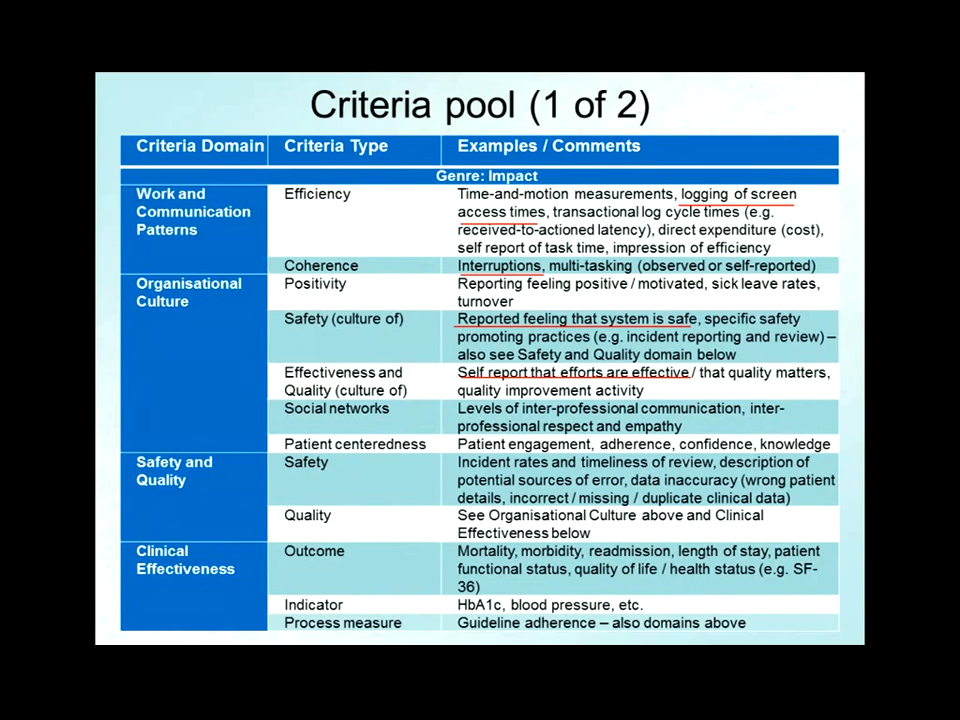 Criteria pool (1 of 2)
Criteria Domain Criteria Type Examples / Comments
Genre: Impact
Work and Communication Patterns
Efficiency
Time-and-motion measurements, logging of screen
access times, transactional log cycle times (e.g.
received-to-actioned latency), direct expenditure (cost),
self report of task time, impression of efficiency
Coherence
Interruptions, multi-tasking (observed or self-reported)
Organisational
Culture
Positivity
Reporting feeling positive / motivated, sick leave rates,
turnover
Safety (culture of)
Reported feeling that system is safe, specific safety
promoting practices (e.g. incident reporting and review) –
also see Safety and Quality domain below
Effectiveness and
Quality (culture of)
Self report that efforts are effective / that quality matters,
quality improvement activity
Social networks
Levels of inter-professional communication, inter-
professional respect and empathy
Patient centeredness
Patient engagement, adherence, confidence, knowledge
Safety and
Quality
Safety
Incident rates and timeliness of review, description of
potential sources of error, data inaccuracy (wrong patient
details, incorrect / missing / duplicate clinical data)
Quality
See Organisational Culture above and Clinical
Effectiveness below
Clinical
Effectiveness
Outcome
Mortality, morbidity, readmission, length of stay, patient
functional status, quality of life / health status (e.g. SF-
36)
Indicator
HbA1c, blood pressure, etc.
Process measure
Guideline adherence – also domains above